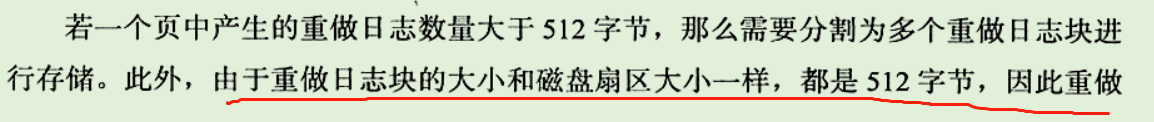 若一个页中产生的重做日志数量大于 512 字节，那么需要分割为多个重做日志块进
行存储。此外，由于重做日志块的大小和磁盘扇区大小一样，都是 512 字节，因此重做